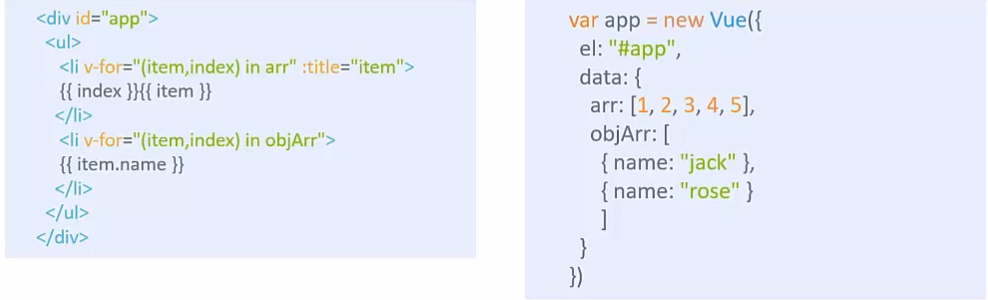 <div id="app">
<ul>
<li v-for="(item,index) in arr" :title="item">
{{ index }}{{ item }}
</li>
<li v-for="(item,index) in objArr">
{{ item.name }}
</li>
</ul>
</div>
var app = new Vue({
el: "#app",
data: {
arr: [1, 2, 3, 4, 5],
objArr: [
{ name: "jack" },
{ name: "rose" }
]
}
})